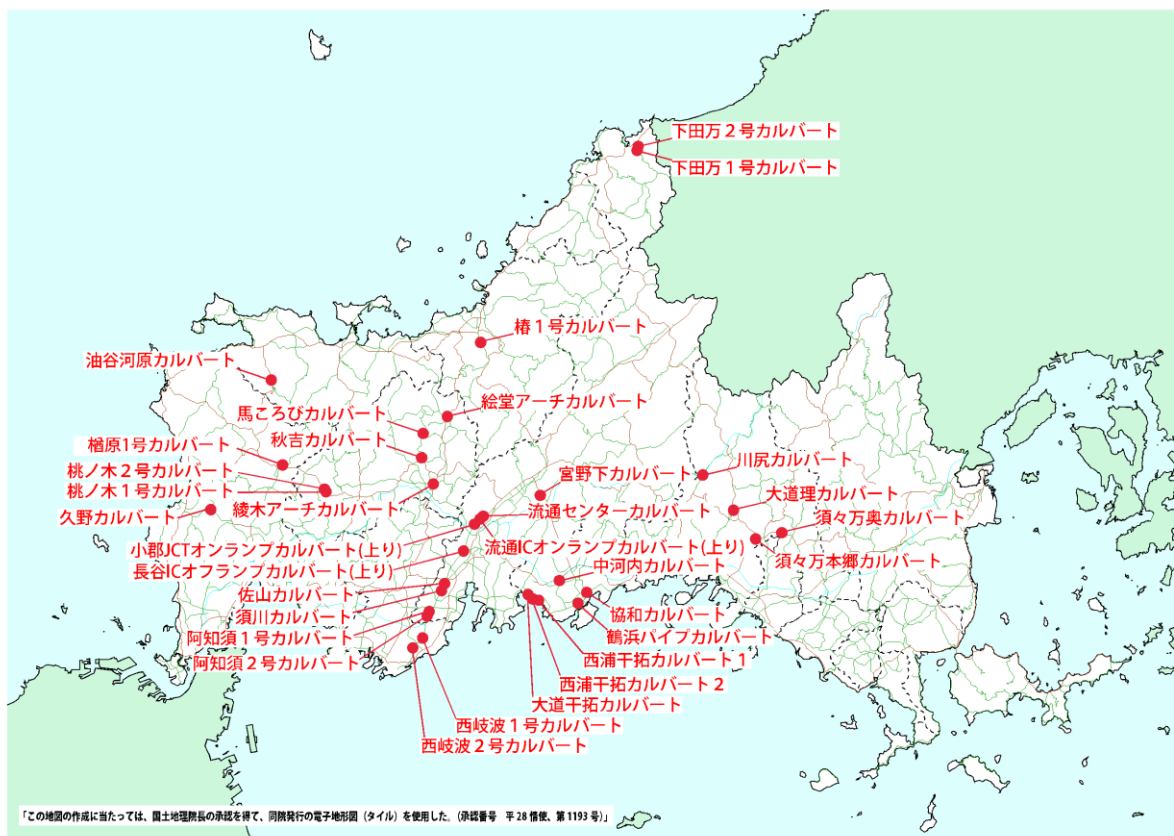 下田万２号カルバート
下田万１号カルバート
椿１号カルバート
油谷河原カルバート
絵堂アーチカルバート
馬ころびカルバート
秋吉カルバート
楢原1号カルバート
桃ノ木２号カルバート
桃ノ木１号カルバート
綾木アーチカルバート
久野カルバート
宮野下カルバート
川尻カルバート
大道理カルバート
流通センターカルバート
須々万奥カルバート
小郡JCTオンランプカルバート(上り)
流通ICオンランプカルバート(上り)
須々万本郷カルバート
長谷ICオフランプカルバート(上り)
中河内カルバート
佐山カルバート
須川カルバート
協和カルバート
阿知須１号カルバート
鶴浜パイプカルバート
阿知須２号カルバート
西浦干拓カルバート１
西浦干拓カルバート２
大道干拓カルバート
西岐波１号カルバート
西岐波２号カルバート
「この地図の作成に当たっては、国土地理院長の承認を得て、同院発行の電子地形図（タイル）を使用した。（承認番号　平 28 情使、第 1193 号）」